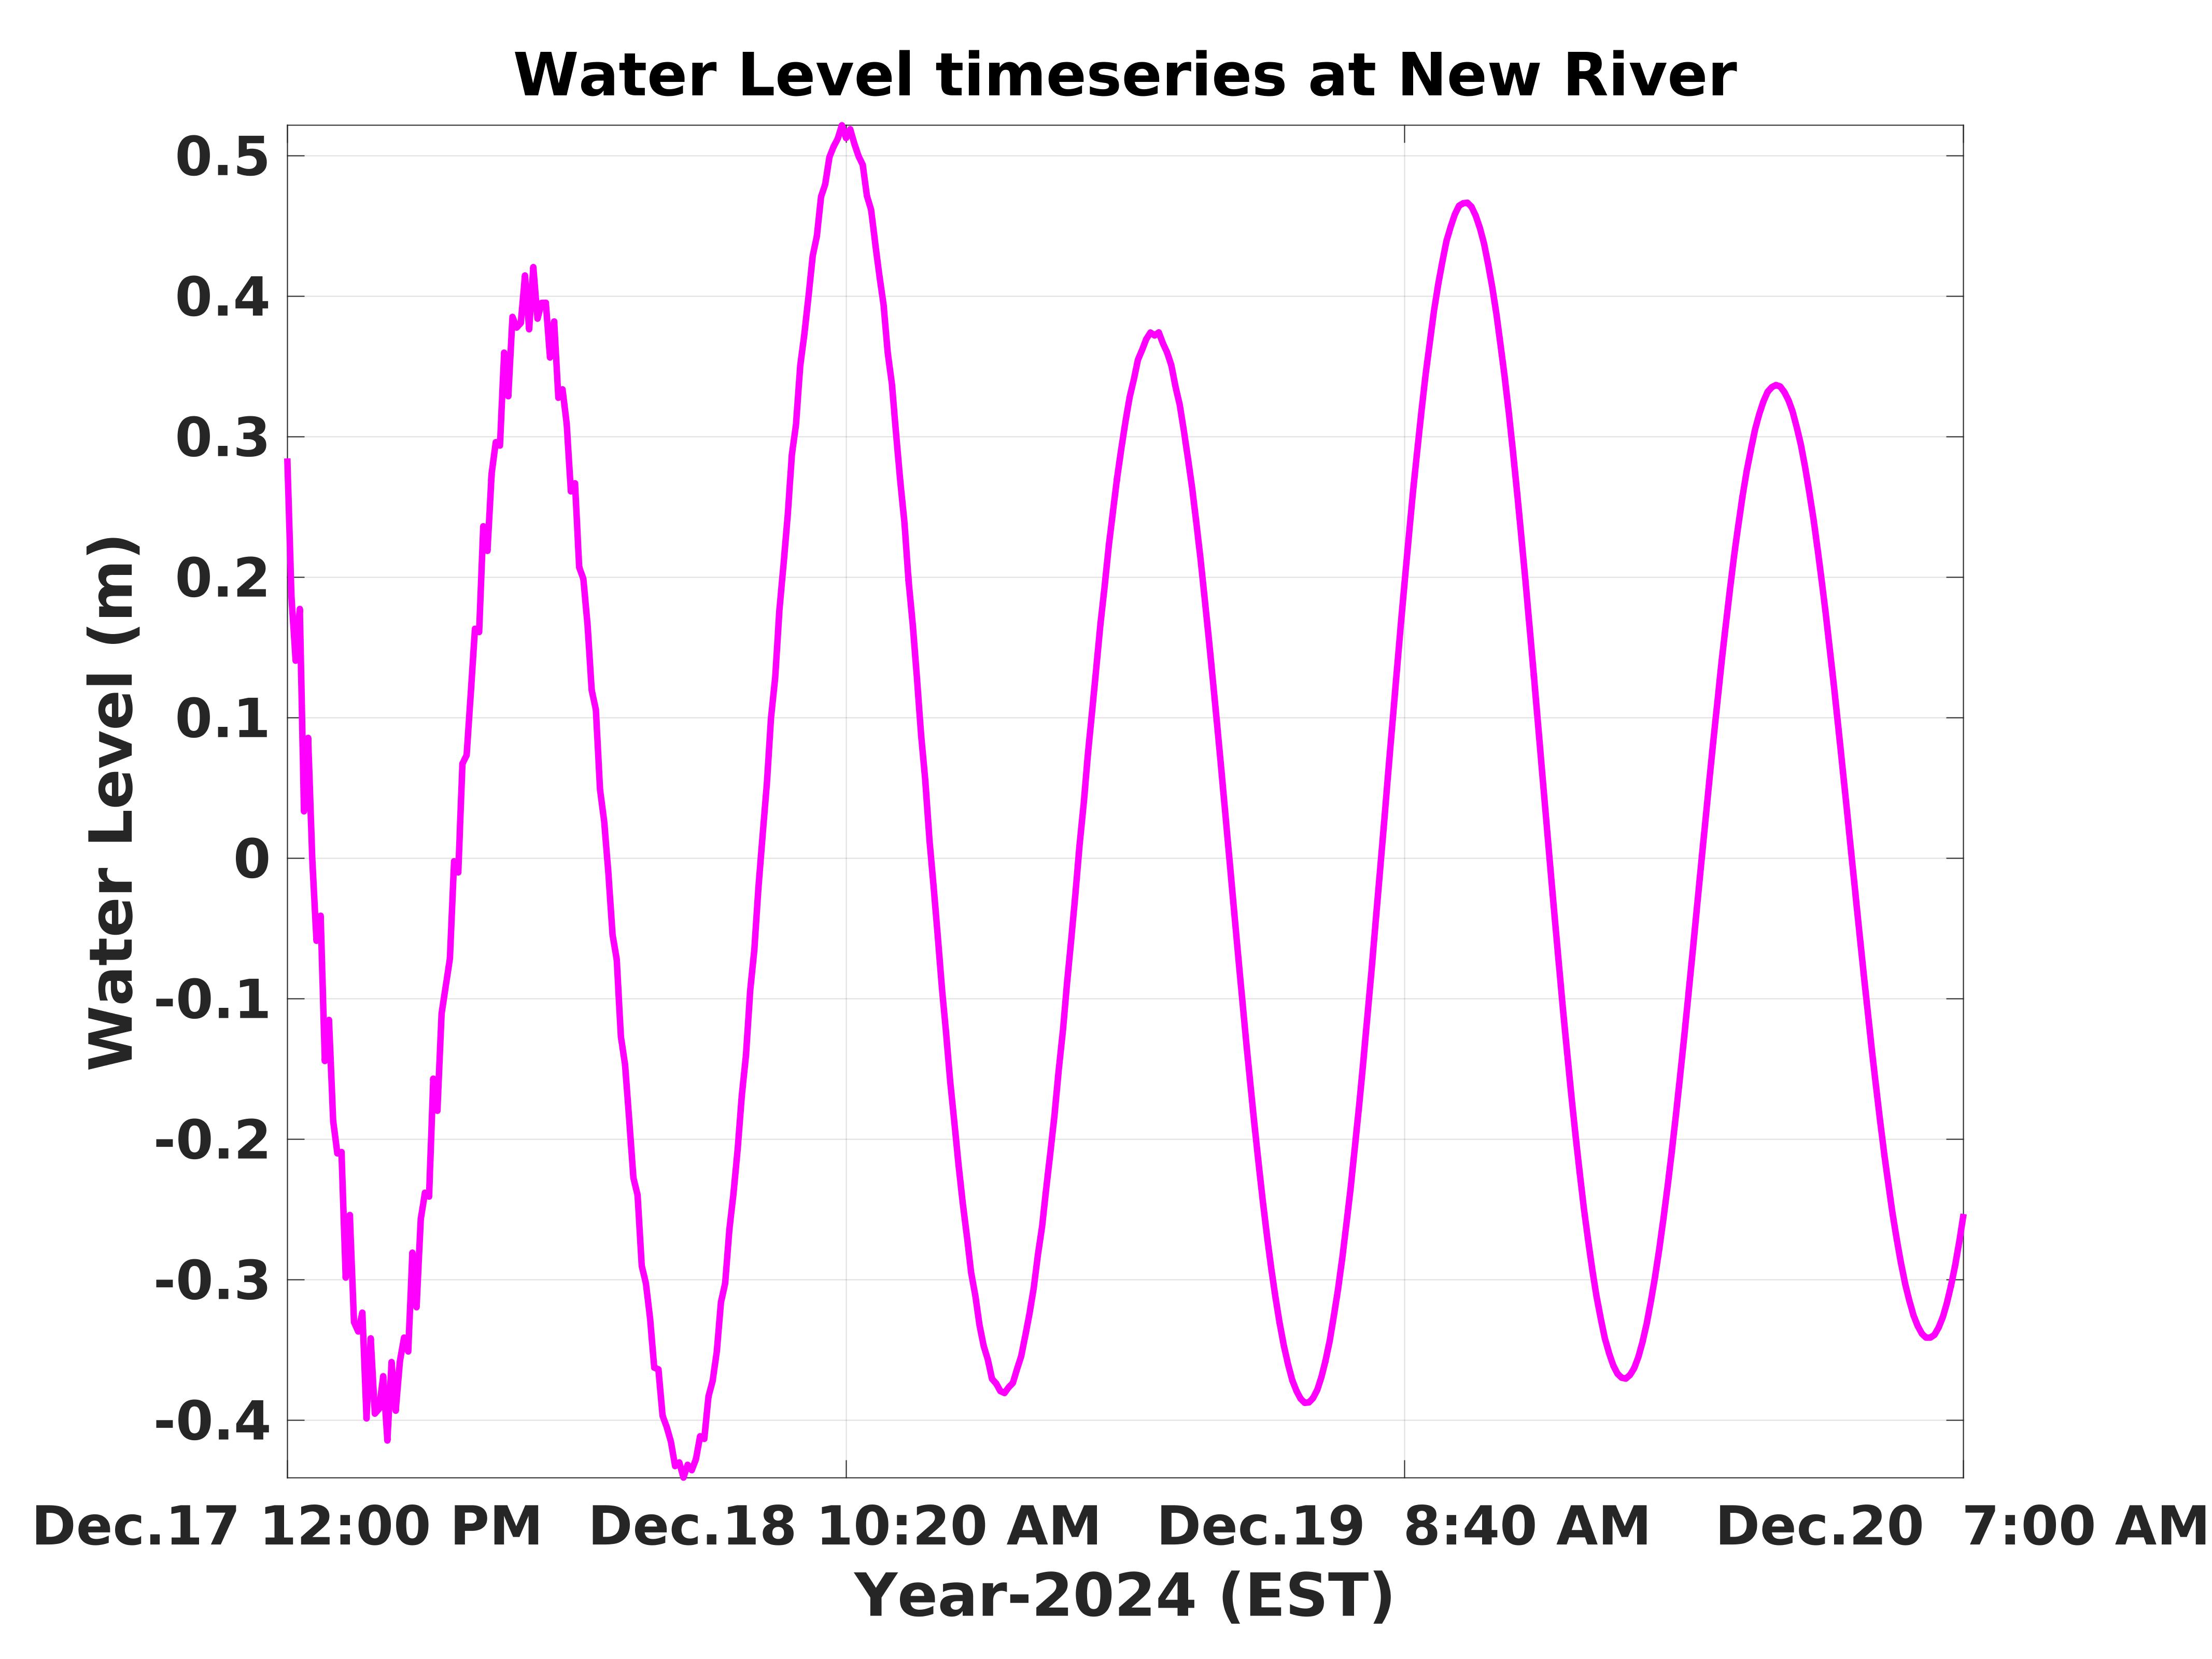 Water Level timeseries at New River
Water Level (m)
0.5
0.4
0.3
0.2
0.1
0
-0.1
-0.2
-0.3
-0.4
Dec.17 12:00 PM Dec.18 10:20 AM Dec.19 8:40 AM Dec.20 7:00 AM
Year-2024 (EST)